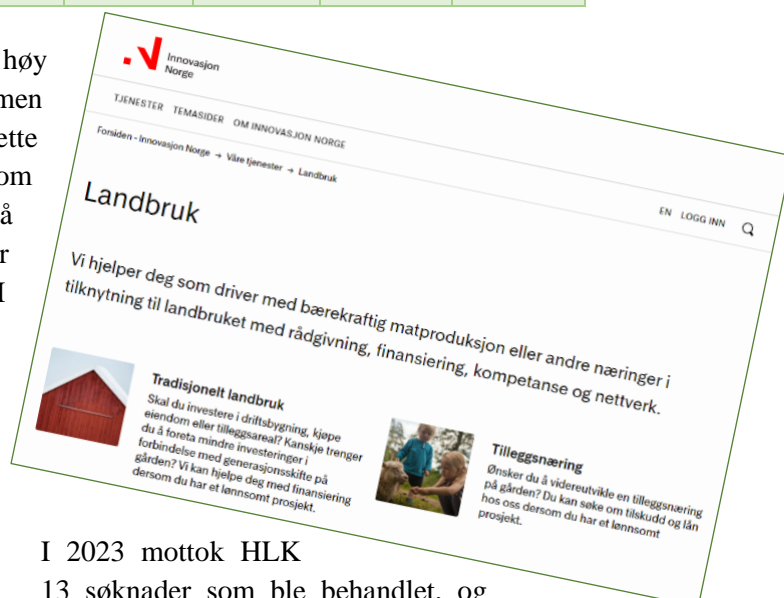 høy
om
å
r
Innovasjon
Norge
TJENESTER TEMASIDER OM INNOVASJON NORGE
EN LOGG INN
Forsiden - Innovasjon Norge → Våre tjenester → Landbruk
Landbruk
Vi hjelper deg som driver med bærekraftig matproduksjon eller andre næringer i
tilknytning til landbruket med rådgivning, finansiering, kompetanse og nettverk.
Tradisjonelt landbruk
Skal du investere i driftsbygning, kjøpe
eiendom eller tilleggsareal? Kanskje trenger
du å foreta mindre investeringer i
forbindelse med generasjonsskifte på
gården? Vi kan hjelpe deg med finansiering
dersom du har et lønnsomt prosjekt.
Tilleggsnæring
Ønsker du å videreutvikle en tilleggsnæring
på gården? Du kan søke om tilskudd og lån
hos oss dersom du har et lønnsomt
prosjekt.
I 2023 mottok HLK
13 søknader som ble behandlet, og